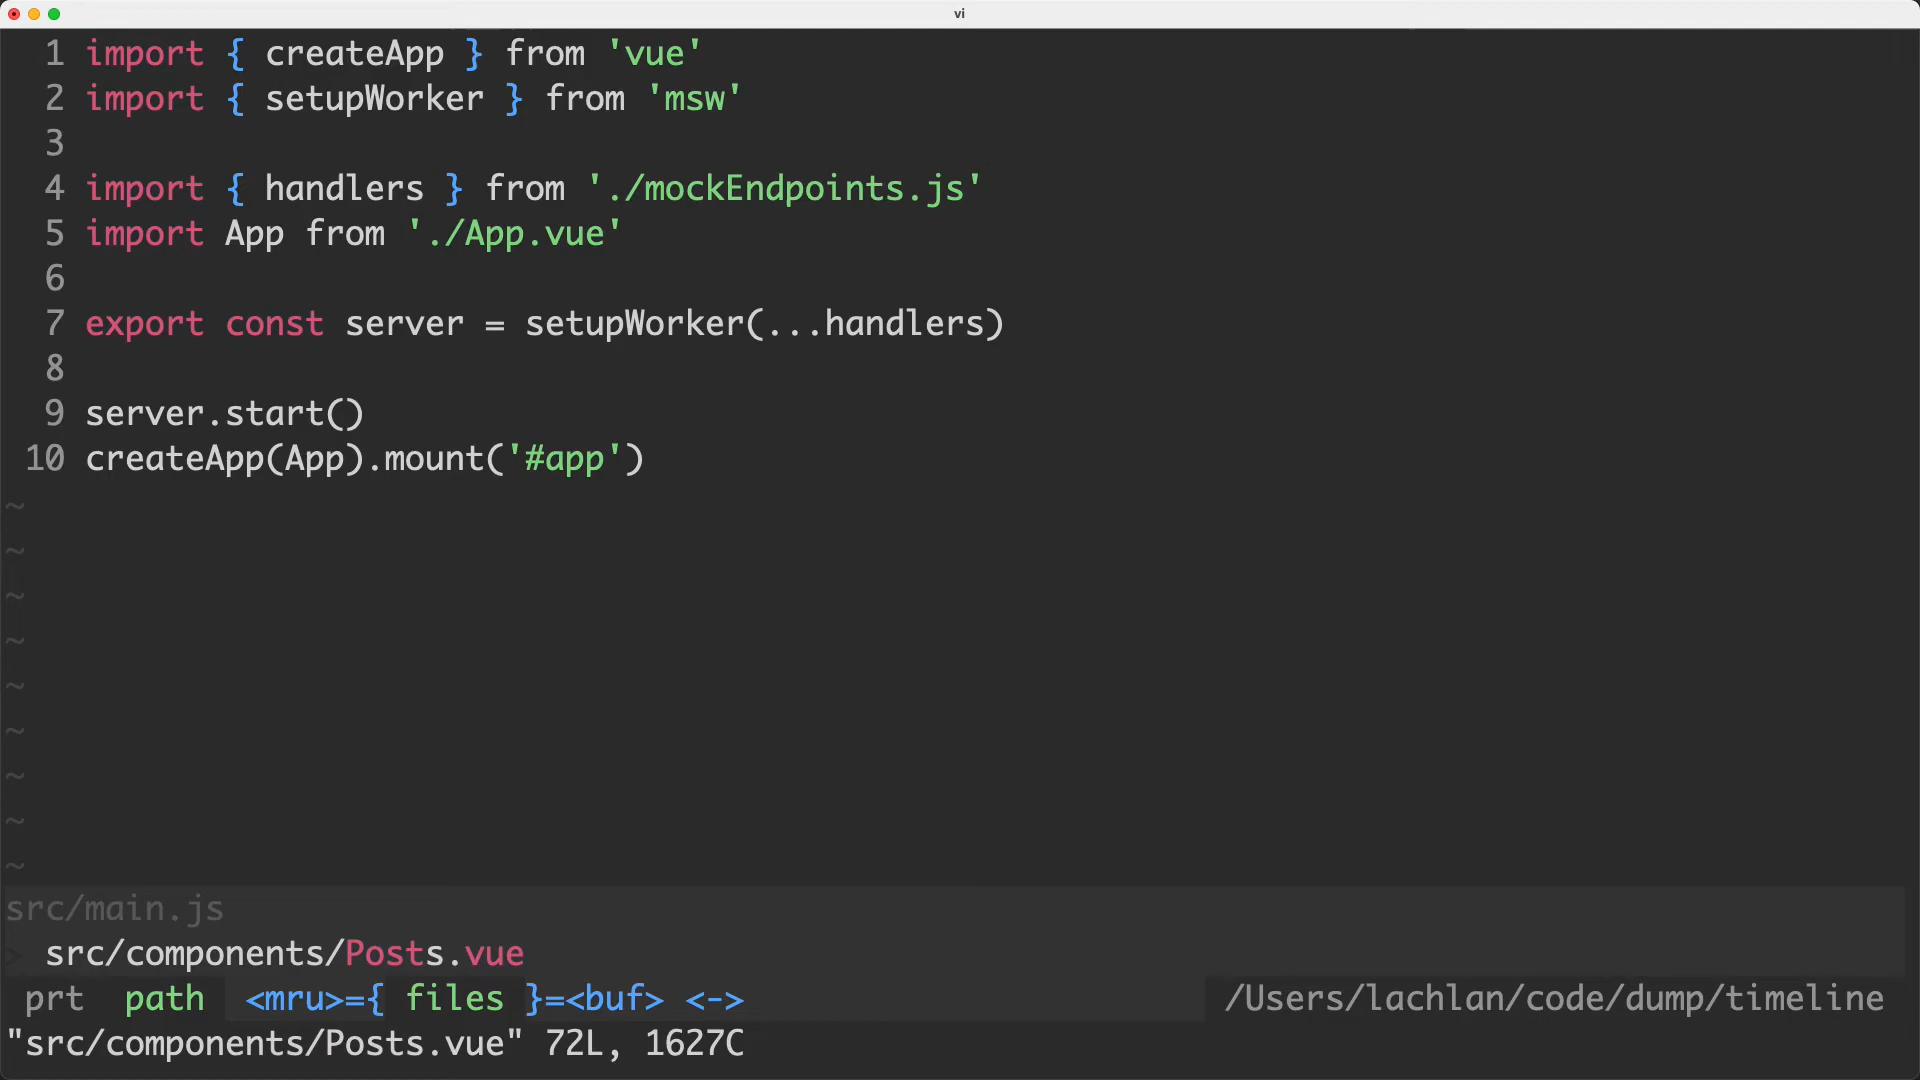 vi
1 import { createApp } from 'vue'
2 import { setupWorker } from 'msw'
3
4 import { handlers } from './mockEndpoints.js'
5 import App from './App.vue'
6
7 export const server = setupWorker(...handlers)
8
9 server.start()
10 createApp(App).mount('#app')
~
~
~
~
~
~
~
~
~
src/main.js
> src/components/Posts.vue
prt path <mru>={ files }=<buf> <-> /Users/lachlan/code/dump/timeline
"src/components/Posts.vue" 72L, 1627C